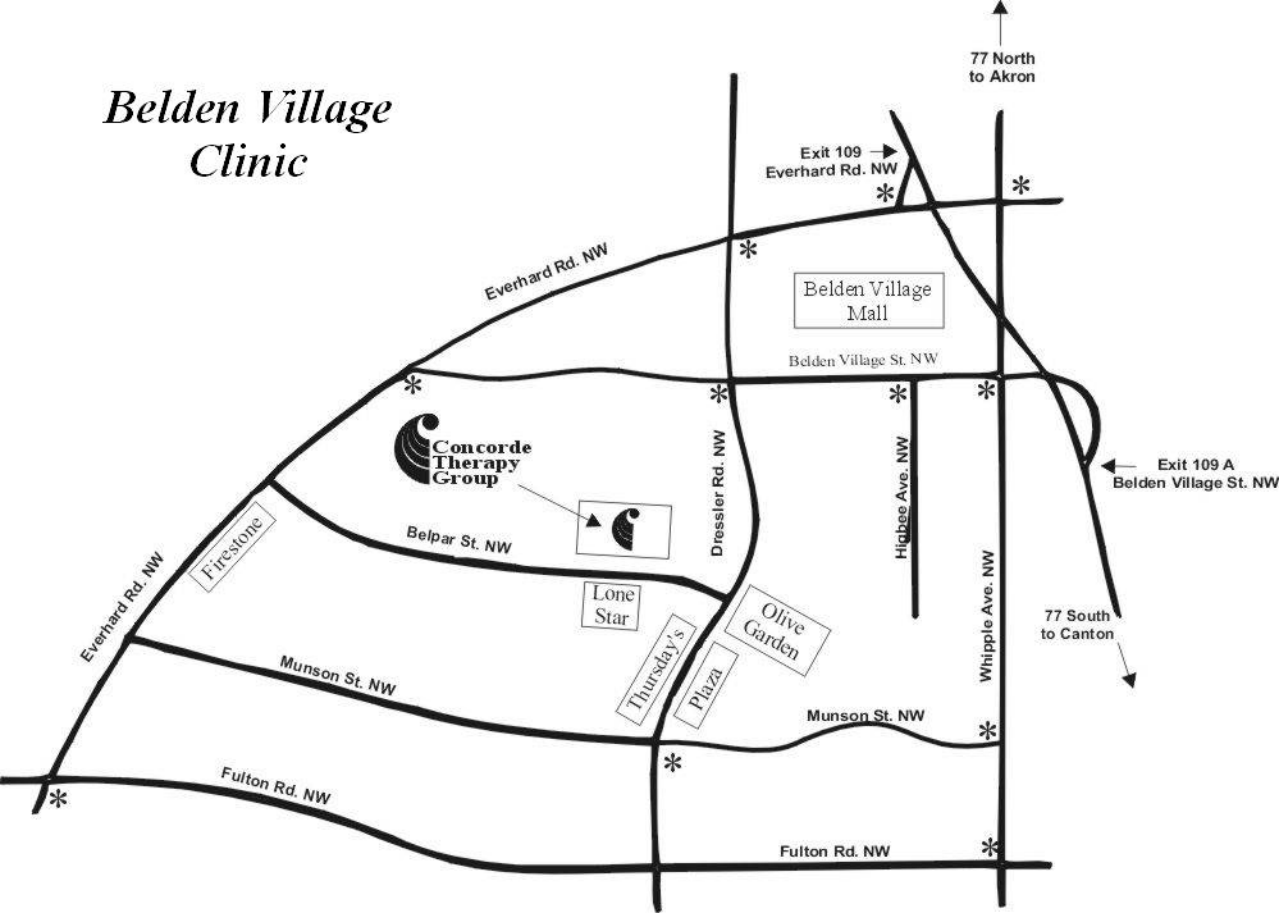 Belden Village
Clinic
77 North
to Akron
Exit 109
Everhard Rd. NW
*
*
*
Everhard Rd. NW
Belden Village
Mall
Belden Village St. NW
*
*
*
*
Concorde
Therapy
Group
Dressler Rd. NW
Higbee Ave. NW
Exit 109 A
Belden Village St. NW
Firestone
Belpar St. NW
Lone
Star
Olive
Garden
Everhard Rd. NW
Whipple Ave. NW
77 South
to Canton
Thursday's
Plaza
Munson St. NW
Munson St. NW
*
*
Fulton Rd. NW
*
Fulton Rd. NW
*